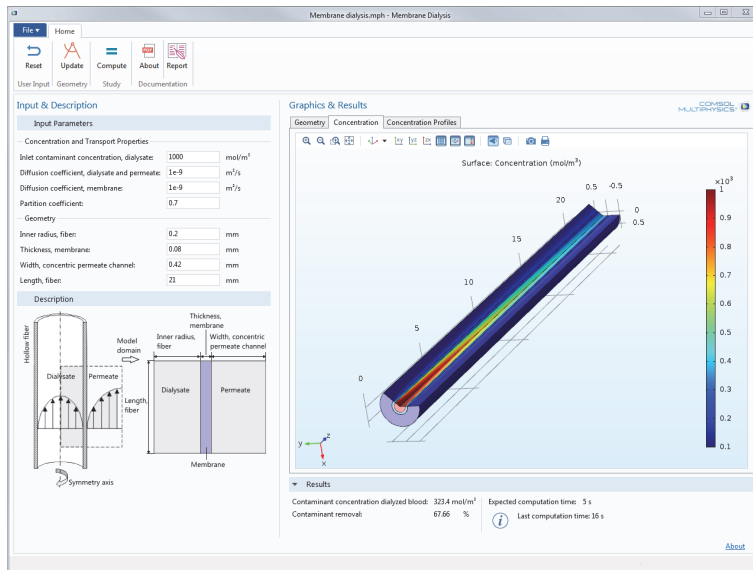 Membrane dialysis.mph - Membrane Dialysis
File Home
Reset Update Compute About Report
User Input Geometry Study Documentation
Input & Description
Input Parameters
Concentration and Transport Properties
Inlet contaminant concentration, dialysate: 1000 mol/m³
Diffusion coefficient, dialysate and permeate: 1e-9 m²/s
Diffusion coefficient, membrane: 1e-9 m²/s
Partition coefficient: 0.7
Geometry
Inner radius, fiber: 0.2 mm
Thickness, membrane: 0.08 mm
Width, concentric permeate channel: 0.42 mm
Length, fiber: 21 mm
Description
Hollow fiber
Dialysate Permeate
Model
domain
Length,
fiber
Symmetry axis
Thickness,
membrane
Inner radius,
fiber
Width, concentric
permeate channel
Dialysate Permeate
Membrane
Graphics & Results
COMSOL
MULTIPHYSICS®
Geometry Concentration Concentration Profiles
xy yz zx
Surface: Concentration (mol/m³)
0.5 -0.5
20 0
0.5
15
10
5
0
y z
x
×10³
1
0.9
0.8
0.7
0.6
0.5
0.4
0.3
0.2
0.1
Results
Contaminant concentration dialyzed blood: 323.4 mol/m³ Expected computation time: 5 s
Contaminant removal: 67.66 % Last computation time: 16 s
About